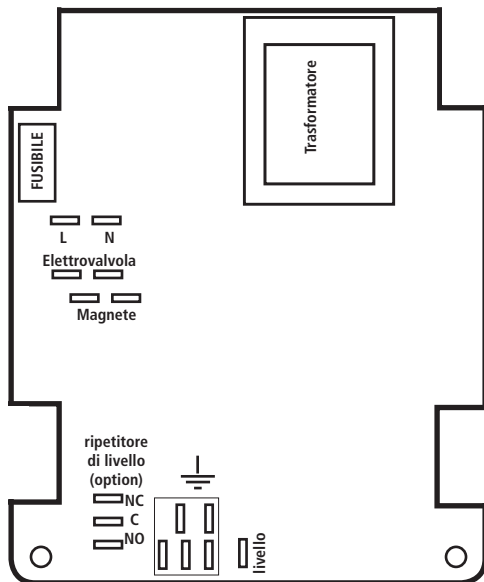 Trasformatore
FUSIBILE
L N
Elettrovalvola
Magnete
ripetitore
di livello
(option)
NC
C
NO
livello